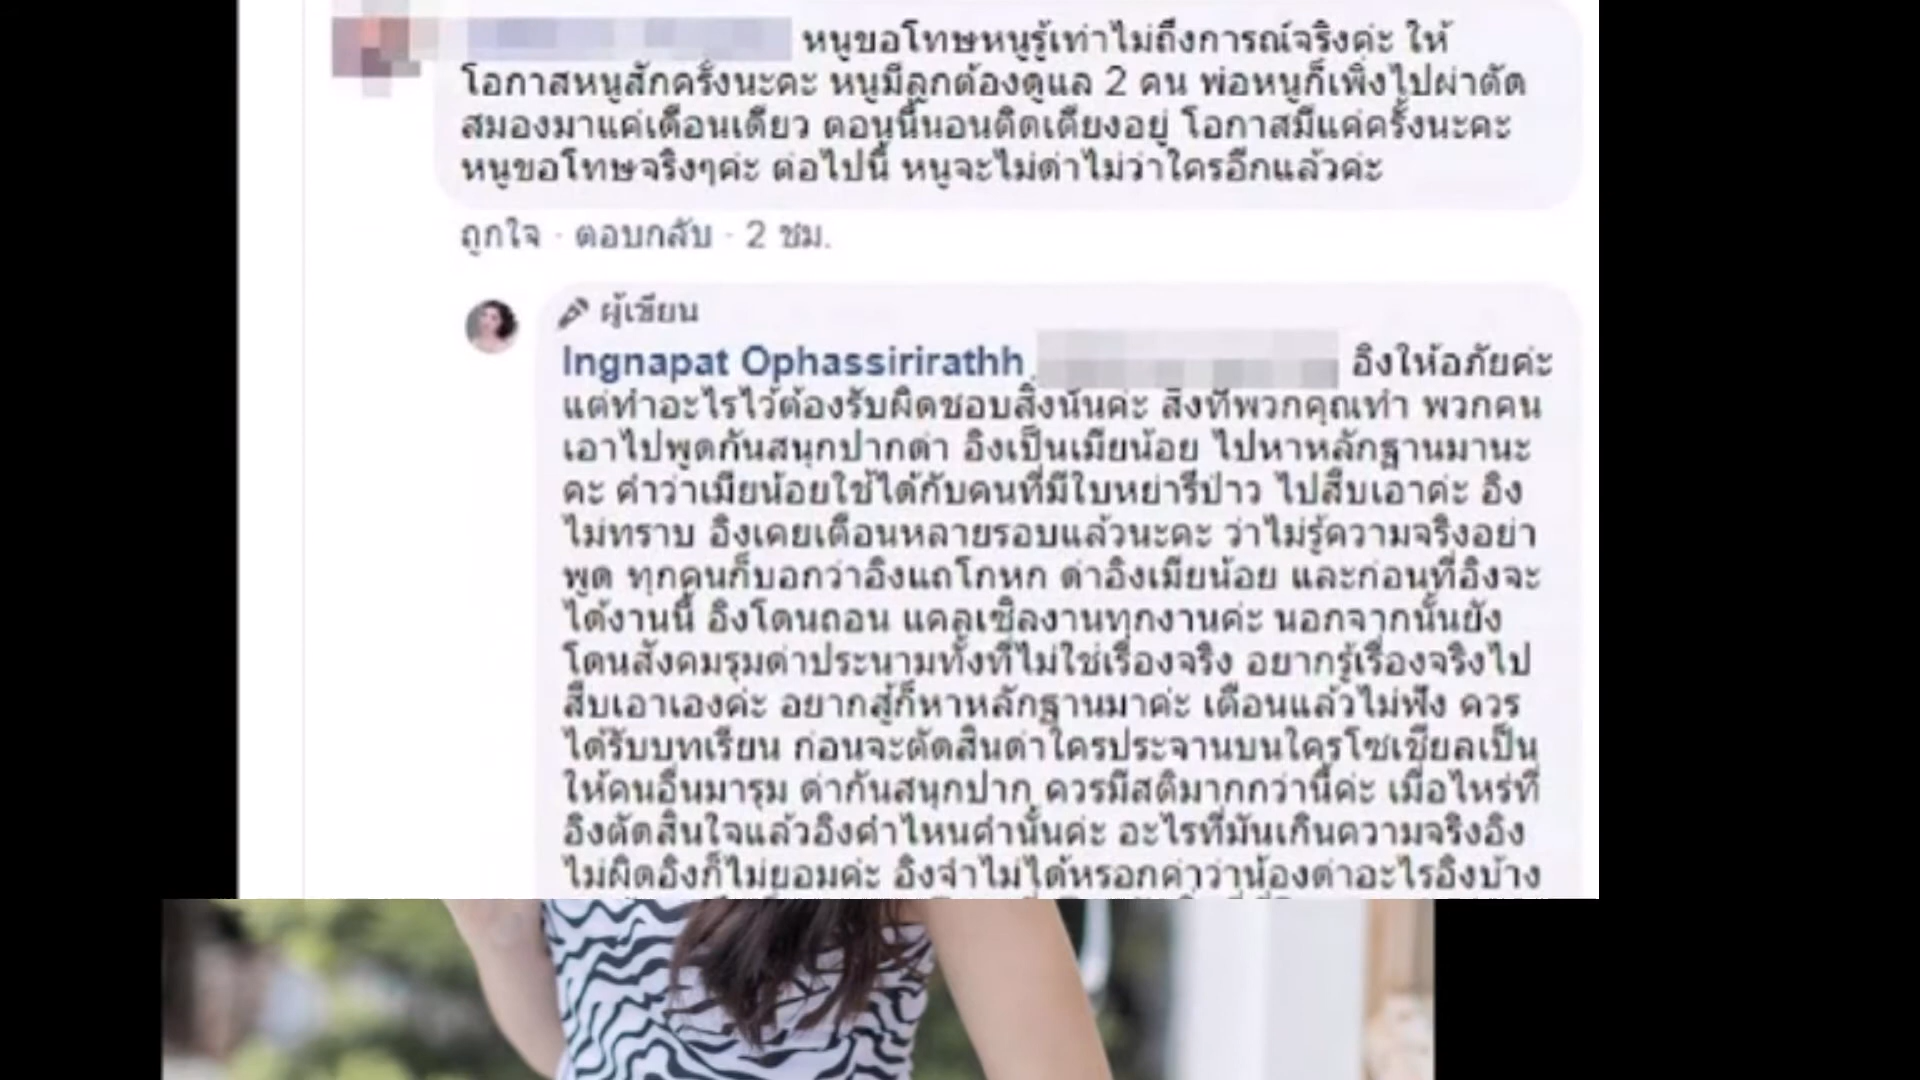 หนูขอโทษหนูรู้เท่าไม่ถึงการณ์จริงค่ะ ให้
โอกาสหนูสักครั้งนะคะ หนูมีลูกต้องดูแล 2 คน พ่อหนูก็เพิ่งไปผ่าตัด
สมองมาแค่เดือนเดียว ตอนนี้นอนติดเตียงอยู่ โอกาสมีแค่ครั้งนะคะ
หนูขอโทษจริงๆค่ะ ต่อไปนี้ หนูจะไม่ด่าไม่ว่าใครอีกแล้วค่ะ
ถูกใจ · ตอบกลับ · 2 ชม.
ผู้เขียน
Ingnapat Ophassirirathh อิงให้อภัยค่ะ
แต่ทำอะไรไว้ต้องรับผิดชอบสิ่งนั้นค่ะ สิ่งที่พวกคุณทำ พวกคน
เอาไปพูดกันสนุกปากด่า อิงเป็นเมียน้อย ไปหาหลักฐานมานะ
คะ คำว่าเมียน้อยใช้ได้กับคนที่มีใบหย่ารึป่าว ไปสืบเอาค่ะ อิง
ไม่ทราบ อิงเคยเตือนหลายรอบแล้วนะคะ ว่าไม่รู้ความจริงอย่า
พูด ทุกคนก็บอกว่าอิงแถโกหก ด่าอิงเมียน้อย และก่อนที่อิงจะ
ได้งานนี้ อิงโดนถอน แคลเซิลงานทุกงานค่ะ นอกจากนั้นยัง
โดนสังคมรุมด่าประนามทั้งที่ไม่ใช่เรื่องจริง อยากรู้เรื่องจริงไป
สืบเอาเองค่ะ อยากสู้ก็หาหลักฐานมาค่ะ เตือนแล้วไม่ฟัง ควร
ได้รับบทเรียน ก่อนจะตัดสินด่าใครประจานบนใครโซเชียลเป็น
ให้คนอื่นมารุม ด่ากันสนุกปาก ควรมีสติมากกว่านี้ค่ะ เมื่อไหร่ที่
อิงตัดสินใจแล้วอิงคำไหนคำนั้นค่ะ อะไรที่มันเกินความจริงอิง
ไม่ผิดอิงก็ไม่ยอมค่ะ อิงจำไม่ได้หรอกค่ำว่าน้องด่าอะไรอิงบ้าง